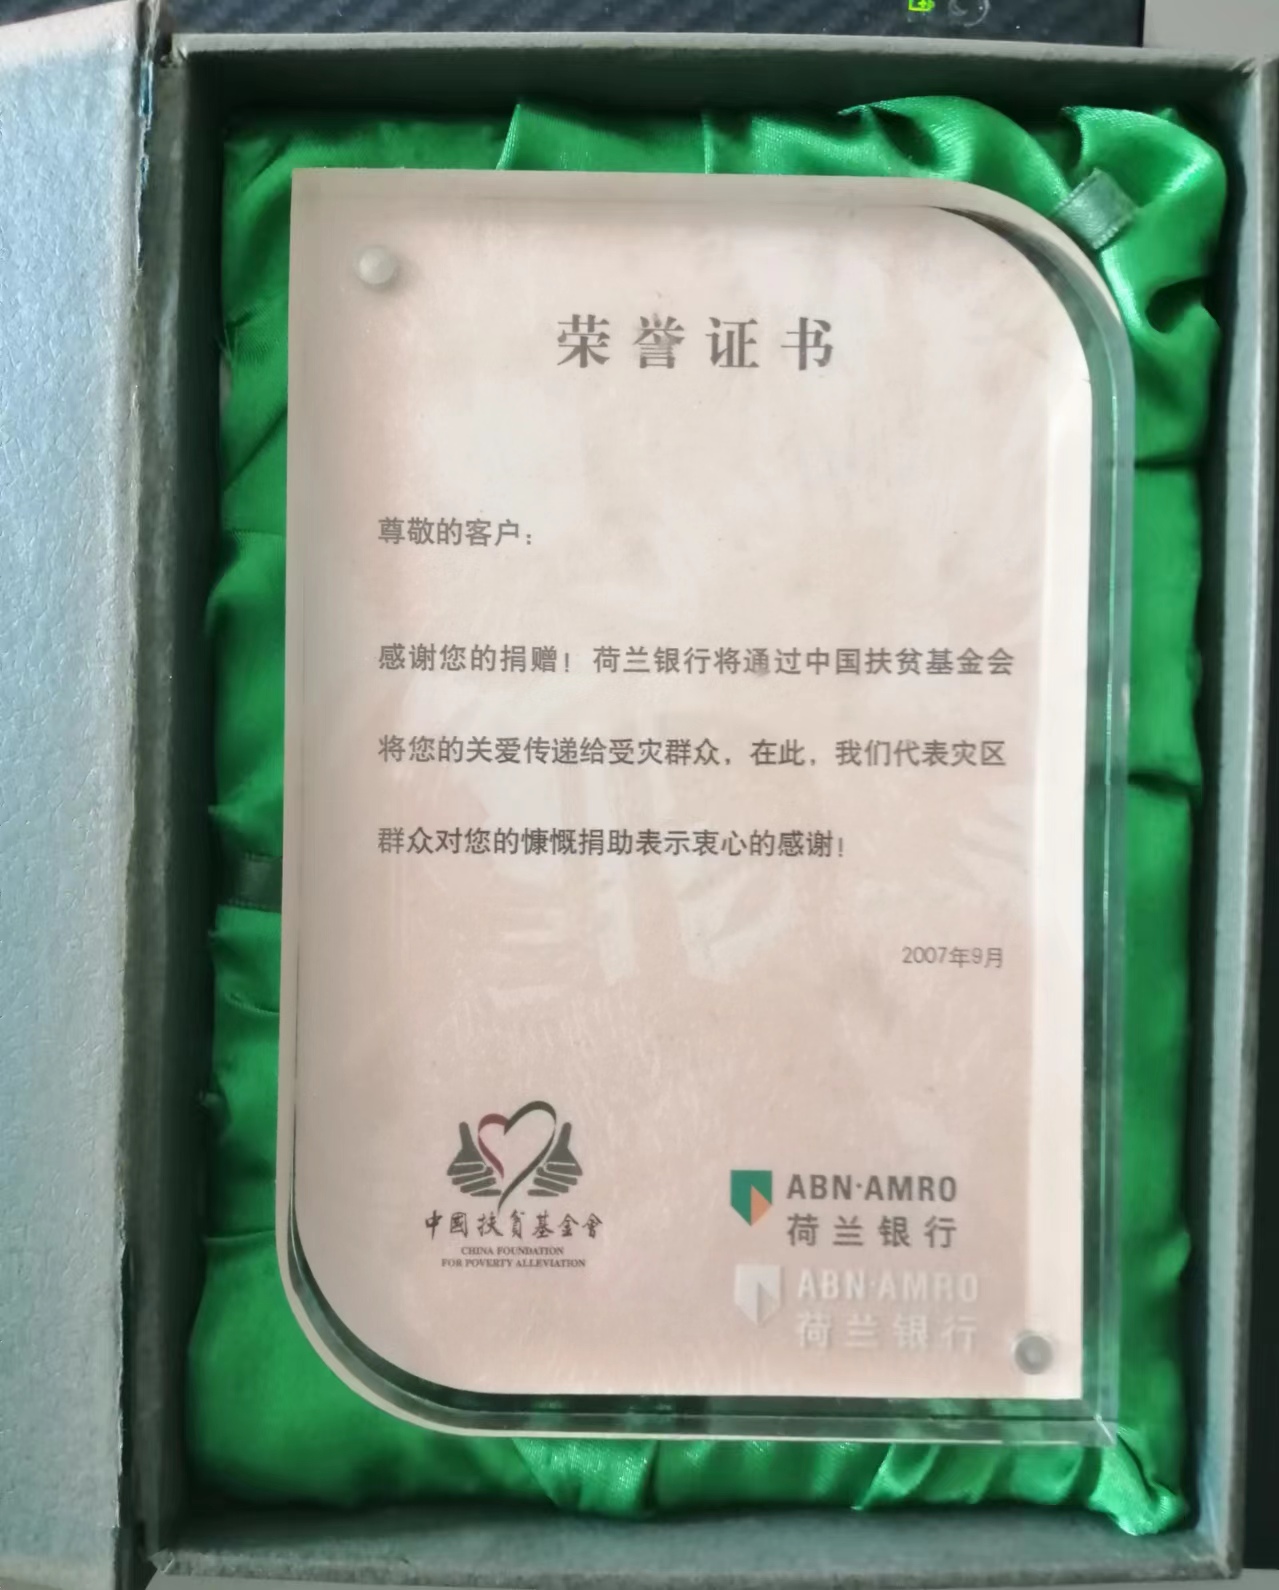 荣誉证书
尊敬的客户：
感谢您的捐赠！荷兰银行将通过中国扶贫基金会
将您的关爱传递给受灾群众，在此，我们代表灾区
群众对您的慷慨捐助表示衷心的感谢！
2007年9月
中國扶貧基金會
CHINA FOUNDATION
FOR POVERTY ALLEVIATION
ABN·AMRO
荷兰银行
ABN·AMRO
荷兰银行